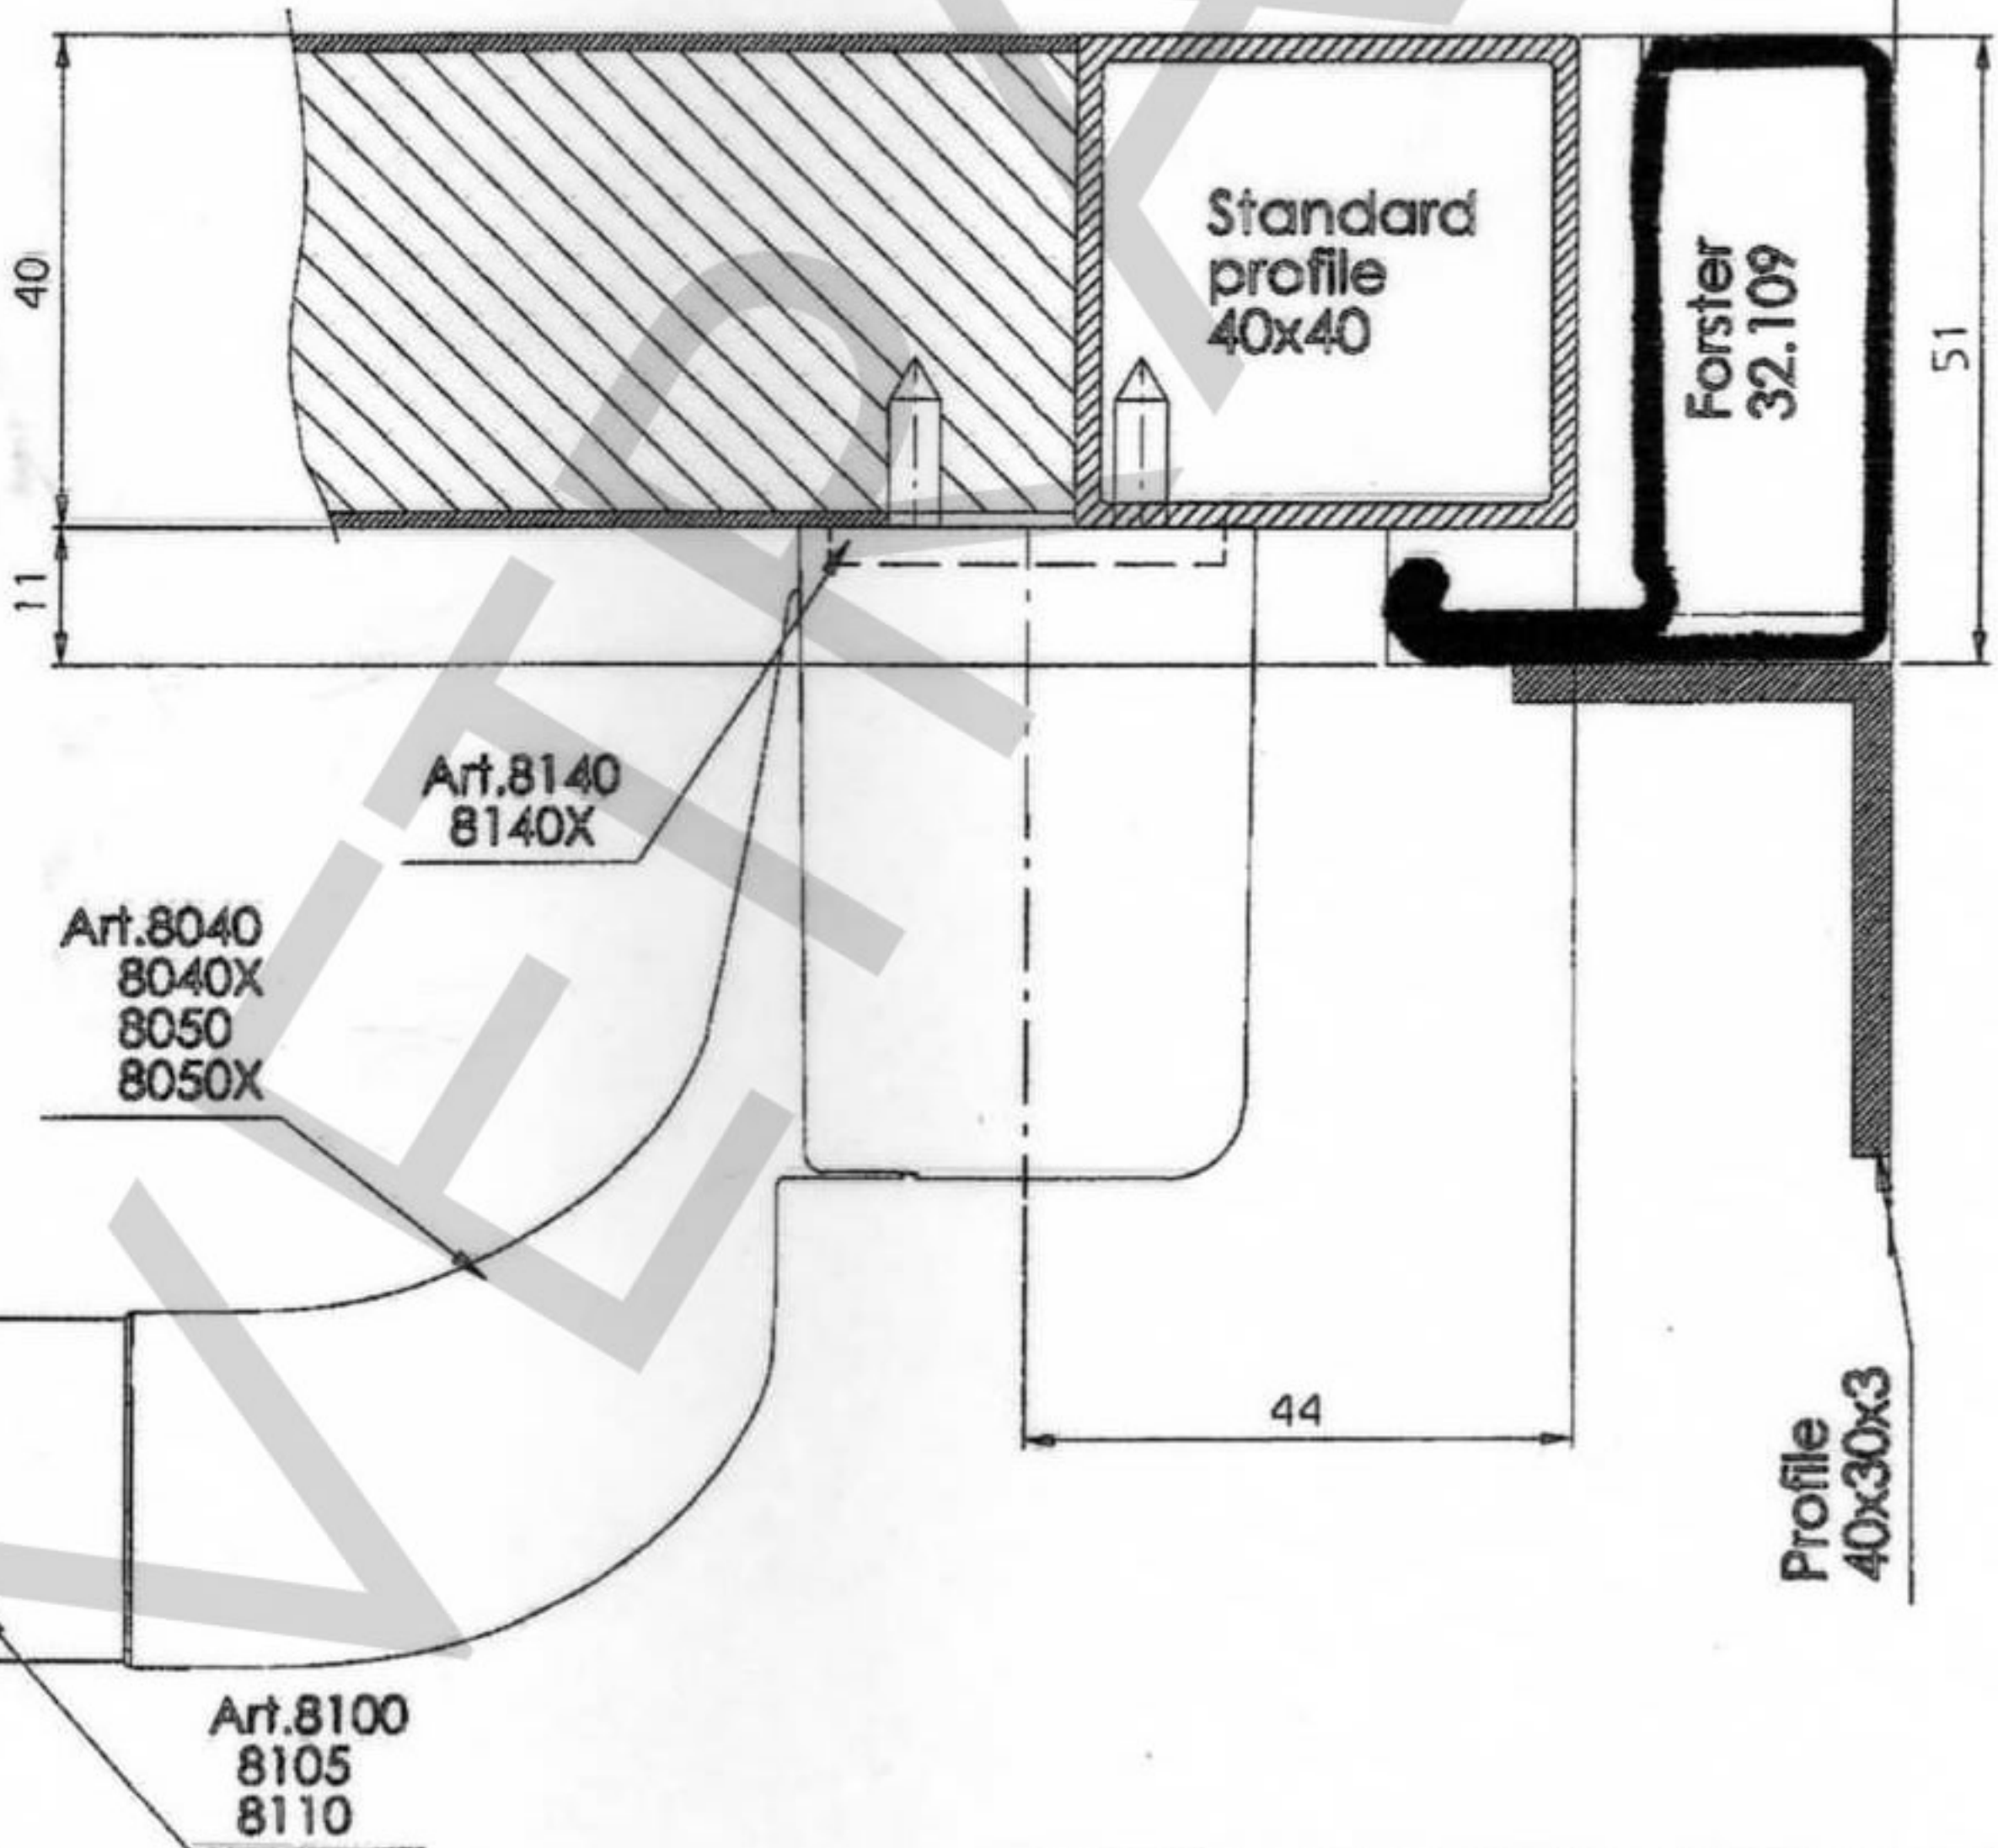 40
11
Standard
profile
40x40
Forster
32.109
51
Art.8140
8140X
Art.8040
8040X
8050
8050X
44
Profile
40x30x3
Art.8100
8105
8110